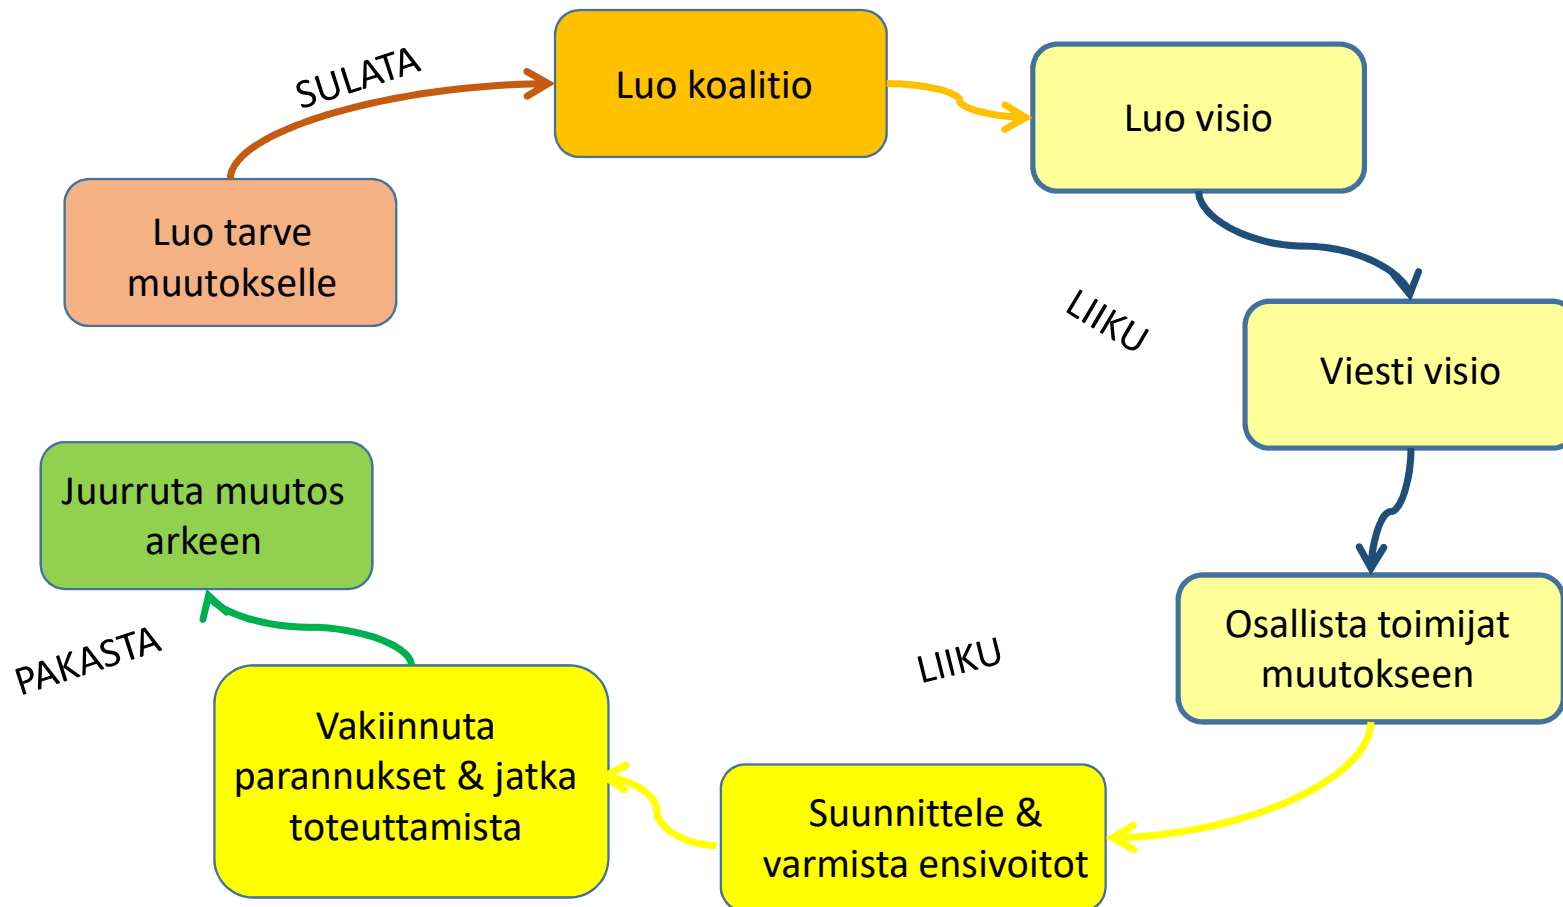 SULATA
Luo koalitio
Luo visio
Luo tarve
muutokselle
LIIKU
Viesti visio
Juurruta muutos
arkeen
Osallista toimijat
muutokseen
LIIKU
PAKASTA
Vakiinnuta
parannukset & jatka
toteuttamista
Suunnittele &
varmista ensivoitot